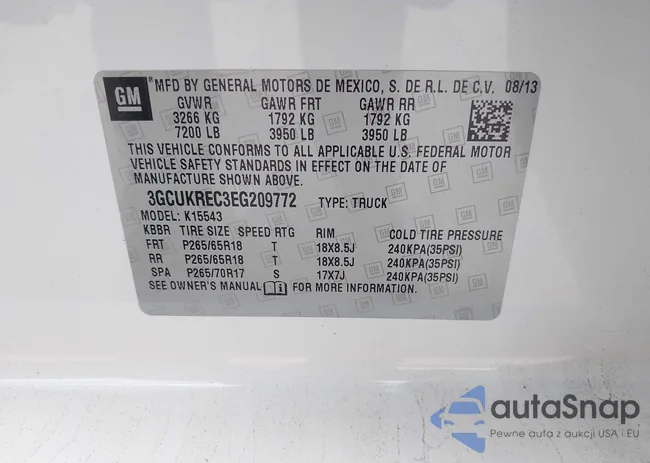 GM ® MFD BY GENERAL MOTORS DE MEXICO, S. DE R.L. DE C.V. 08/13
GVWR GAWR FRT GAWR RR
3266 KG 1792 KG 1792 KG
7200 LB 3950 LB 3950 LB
THIS VEHICLE CONFORMS TO ALL APPLICABLE U.S. FEDERAL MOTOR
VEHICLE SAFETY STANDARDS IN EFFECT ON THE DATE OF
MANUFACTURE SHOWN ABOVE.
3GCUKREC3EG209772 TYPE: TRUCK
MODEL: K15543
KBBR TIRE SIZE SPEED RTG RIM COLD TIRE PRESSURE
FRT P265/65R18 T 18X8.5J 240KPA(35PSI)
RR P265/65R18 T 18X8.5J 240KPA(35PSI)
SPA P265/70R17 S 17X7J 240KPA(35PSI)
SEE OWNER'S MANUAL FOR MORE INFORMATION.
autaSnap
Pewne auta z aukcji USA i EU